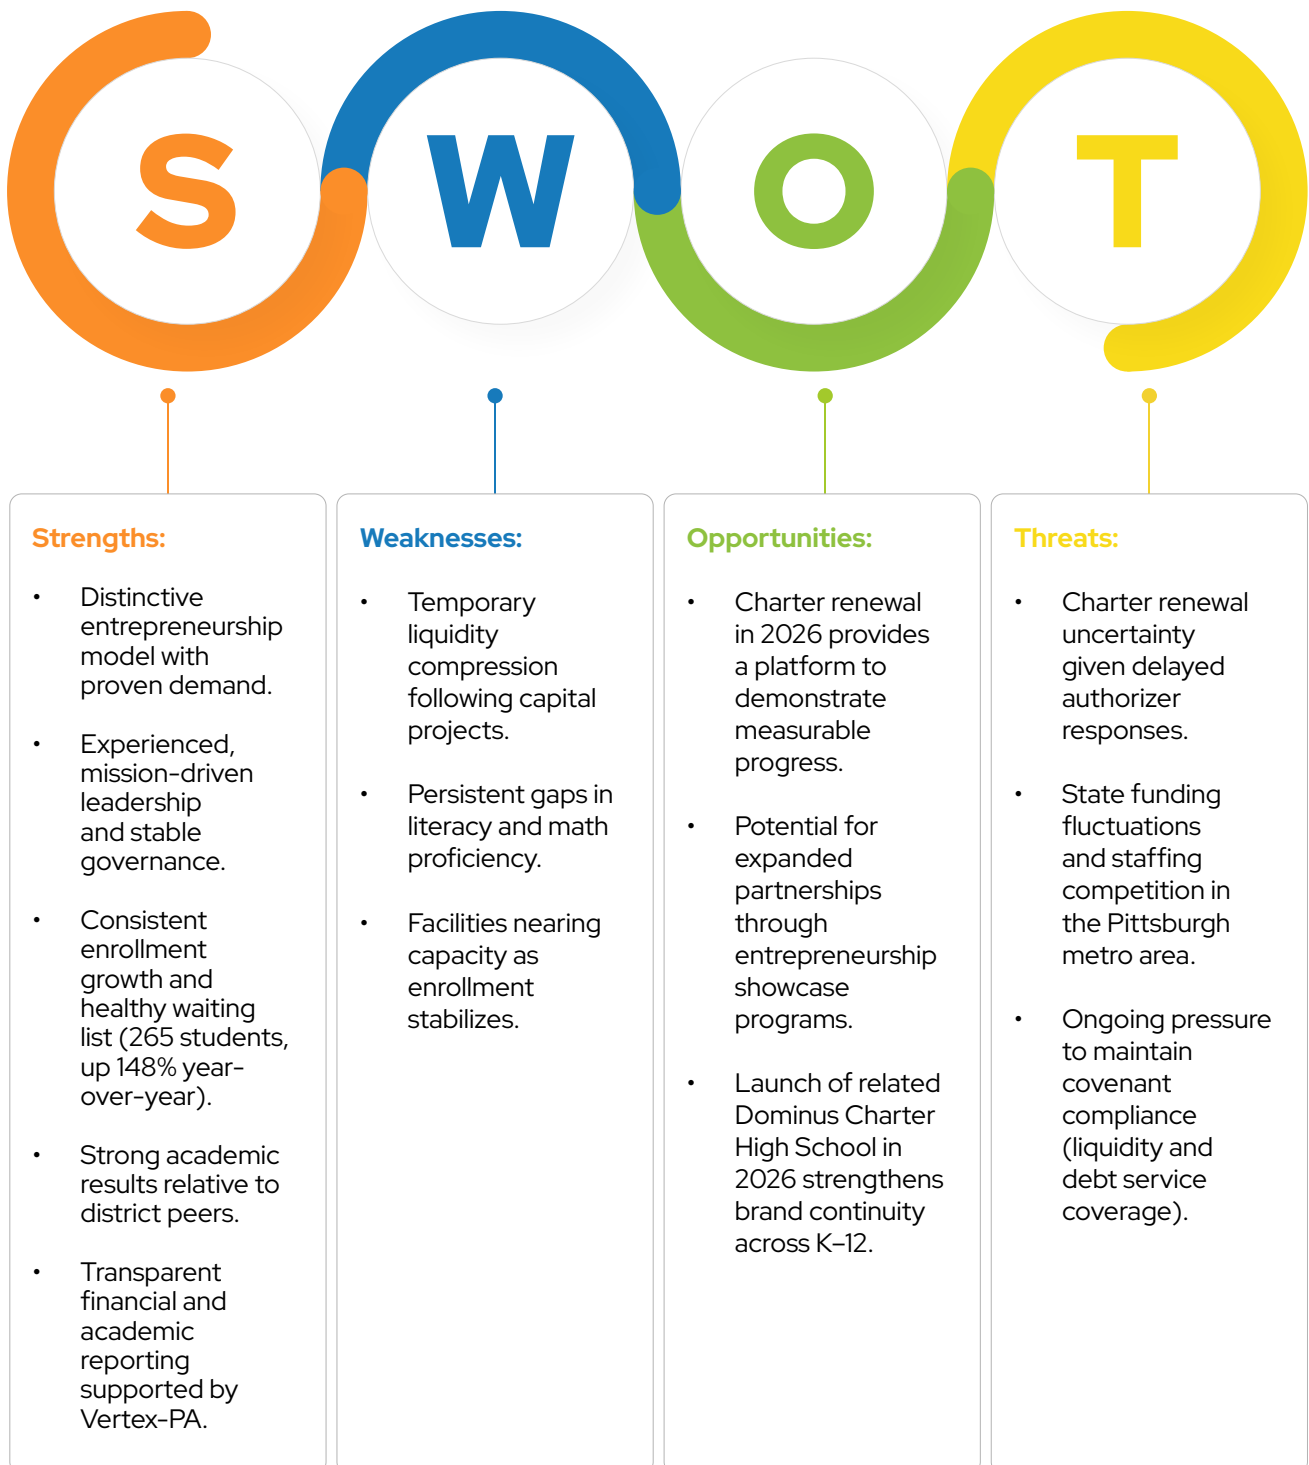 S
W
O
T
Strengths:
• Distinctive
entrepreneurship
model with
proven demand.
• Experienced,
mission-driven
leadership
and stable
governance.
• Consistent
enrollment
growth and
healthy waiting
list (265 students,
up 148% year-
over-year).
• Strong academic
results relative to
district peers.
• Transparent
financial and
academic
reporting
supported by
Vertex-PA.
Weaknesses:
• Temporary
liquidity
compression
following capital
projects.
• Persistent gaps in
literacy and math
proficiency.
• Facilities nearing
capacity as
enrollment
stabilizes.
Opportunities:
• Charter renewal
in 2026 provides
a platform to
demonstrate
measurable
progress.
• Potential for
expanded
partnerships
through
entrepreneurship
showcase
programs.
• Launch of related
Dominus Charter
High School in
2026 strengthens
brand continuity
across K–12.
Threats:
• Charter renewal
uncertainty
given delayed
authorizer
responses.
• State funding
fluctuations
and staffing
competition in
the Pittsburgh
metro area.
• Ongoing pressure
to maintain
covenant
compliance
(liquidity and
debt service
coverage).